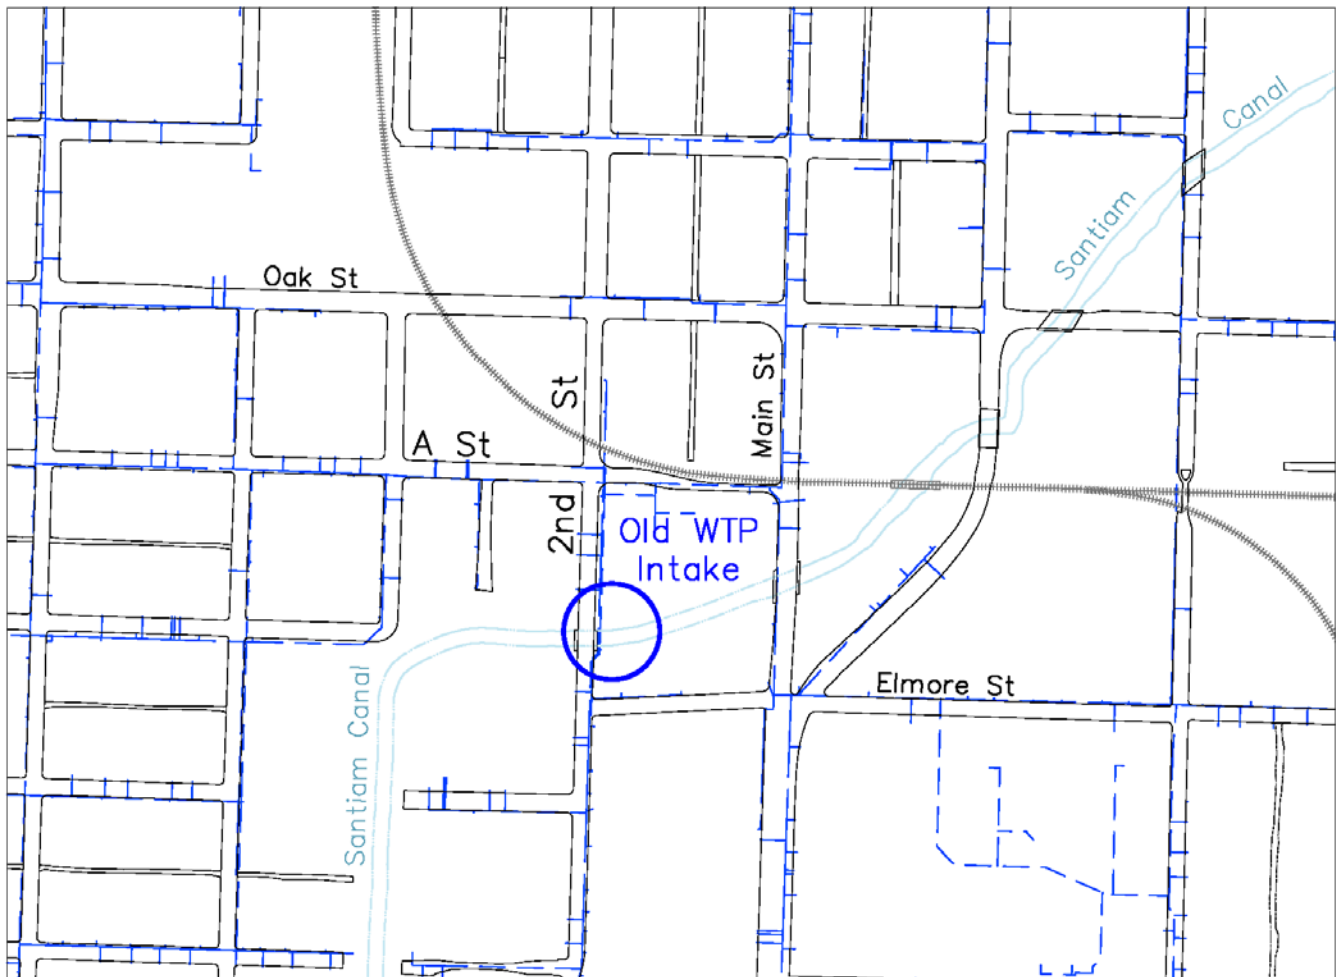 Canal
Santiam
Oak St
St
Main St
A St
2nd
Old WTP
Intake
Santiam Canal
Elmore St